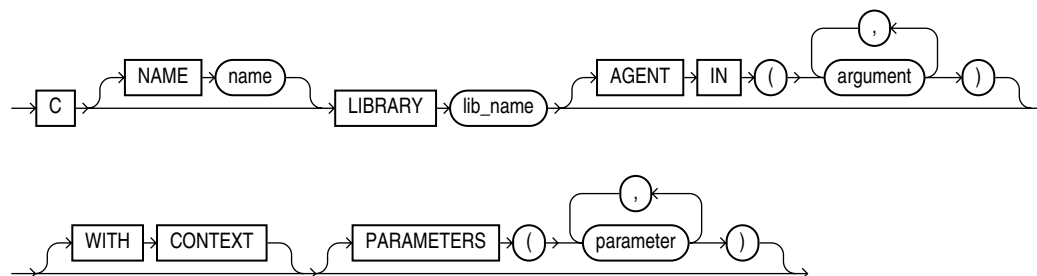 ,
NAME name AGENT IN ( argument )
C LIBRARY lib_name
,
WITH CONTEXT PARAMETERS ( parameter )